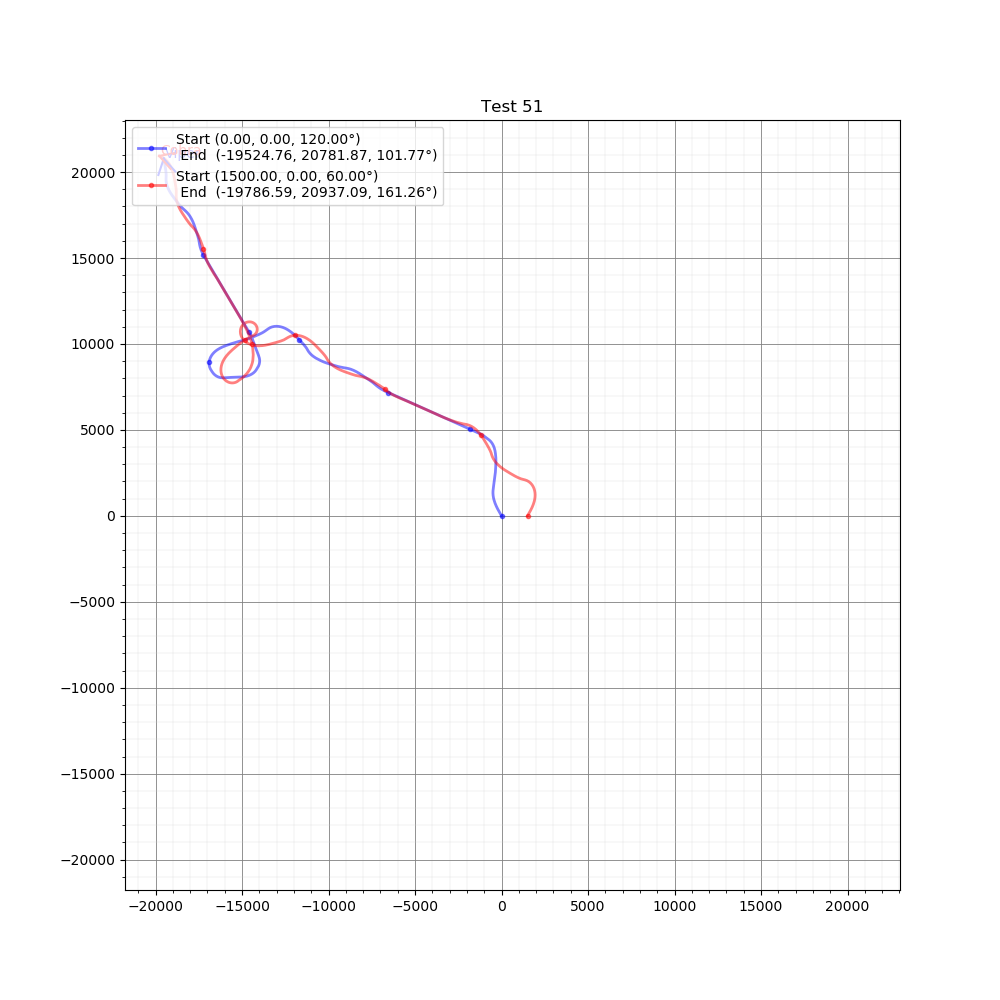 Test 51
Start (0.00, 0.00, 120.00°)
End (-19524.76, 20781.87, 101.77°)
Start (1500.00, 0.00, 60.00°)
End (-19786.59, 20937.09, 161.26°)
20000
15000
10000
5000
0
−5000
−10000
−15000
−20000
−20000 −15000 −10000 −5000 0 5000 10000 15000 20000